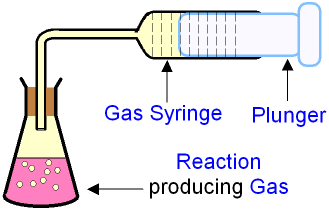 Gas Syringe
Plunger
Reaction
producing Gas